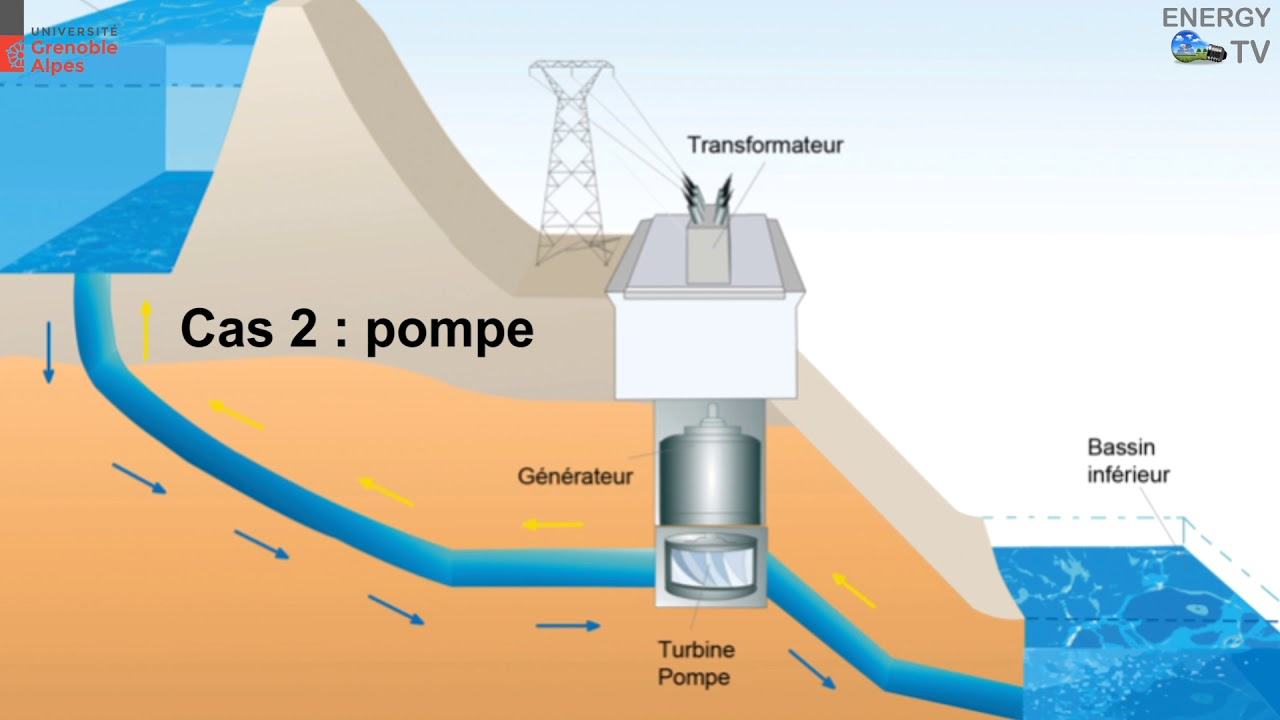 UNIVERSITÉ
Grenoble
Alpes
ENERGY
TV
Transformateur
Cas 2 : pompe
Générateur
Bassin
inférieur
Turbine
Pompe